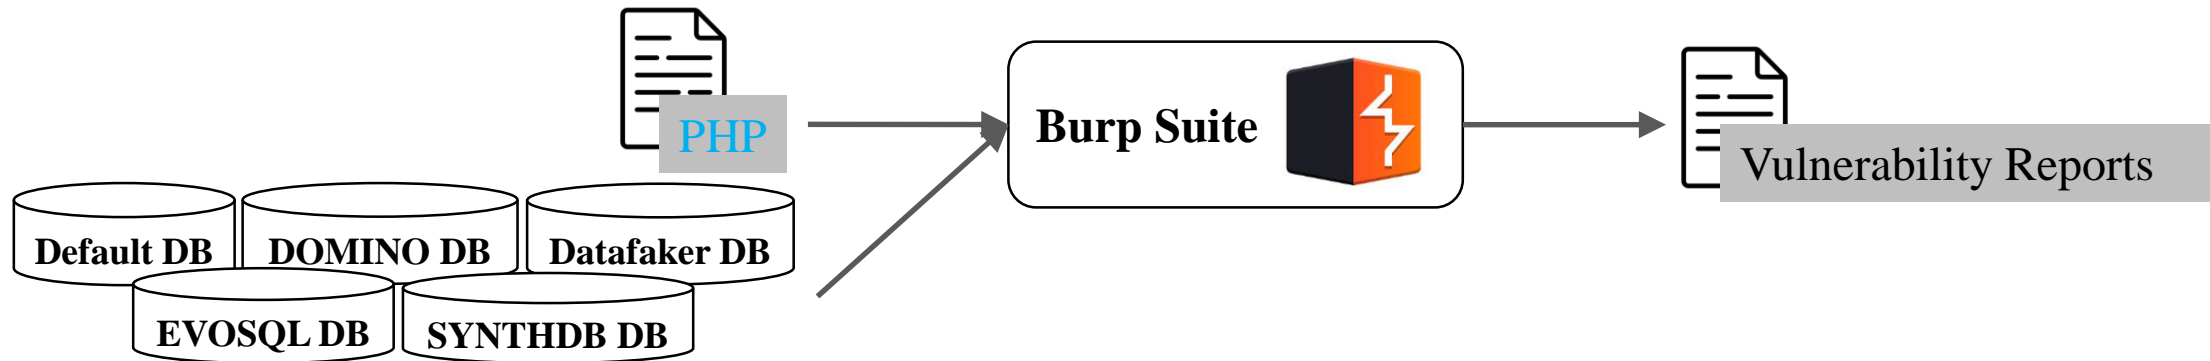 PHP
Burp Suite
Vulnerability Reports
Default DB
DOMINO DB
Datafaker DB
EVOSQL DB
SYNTHDB DB